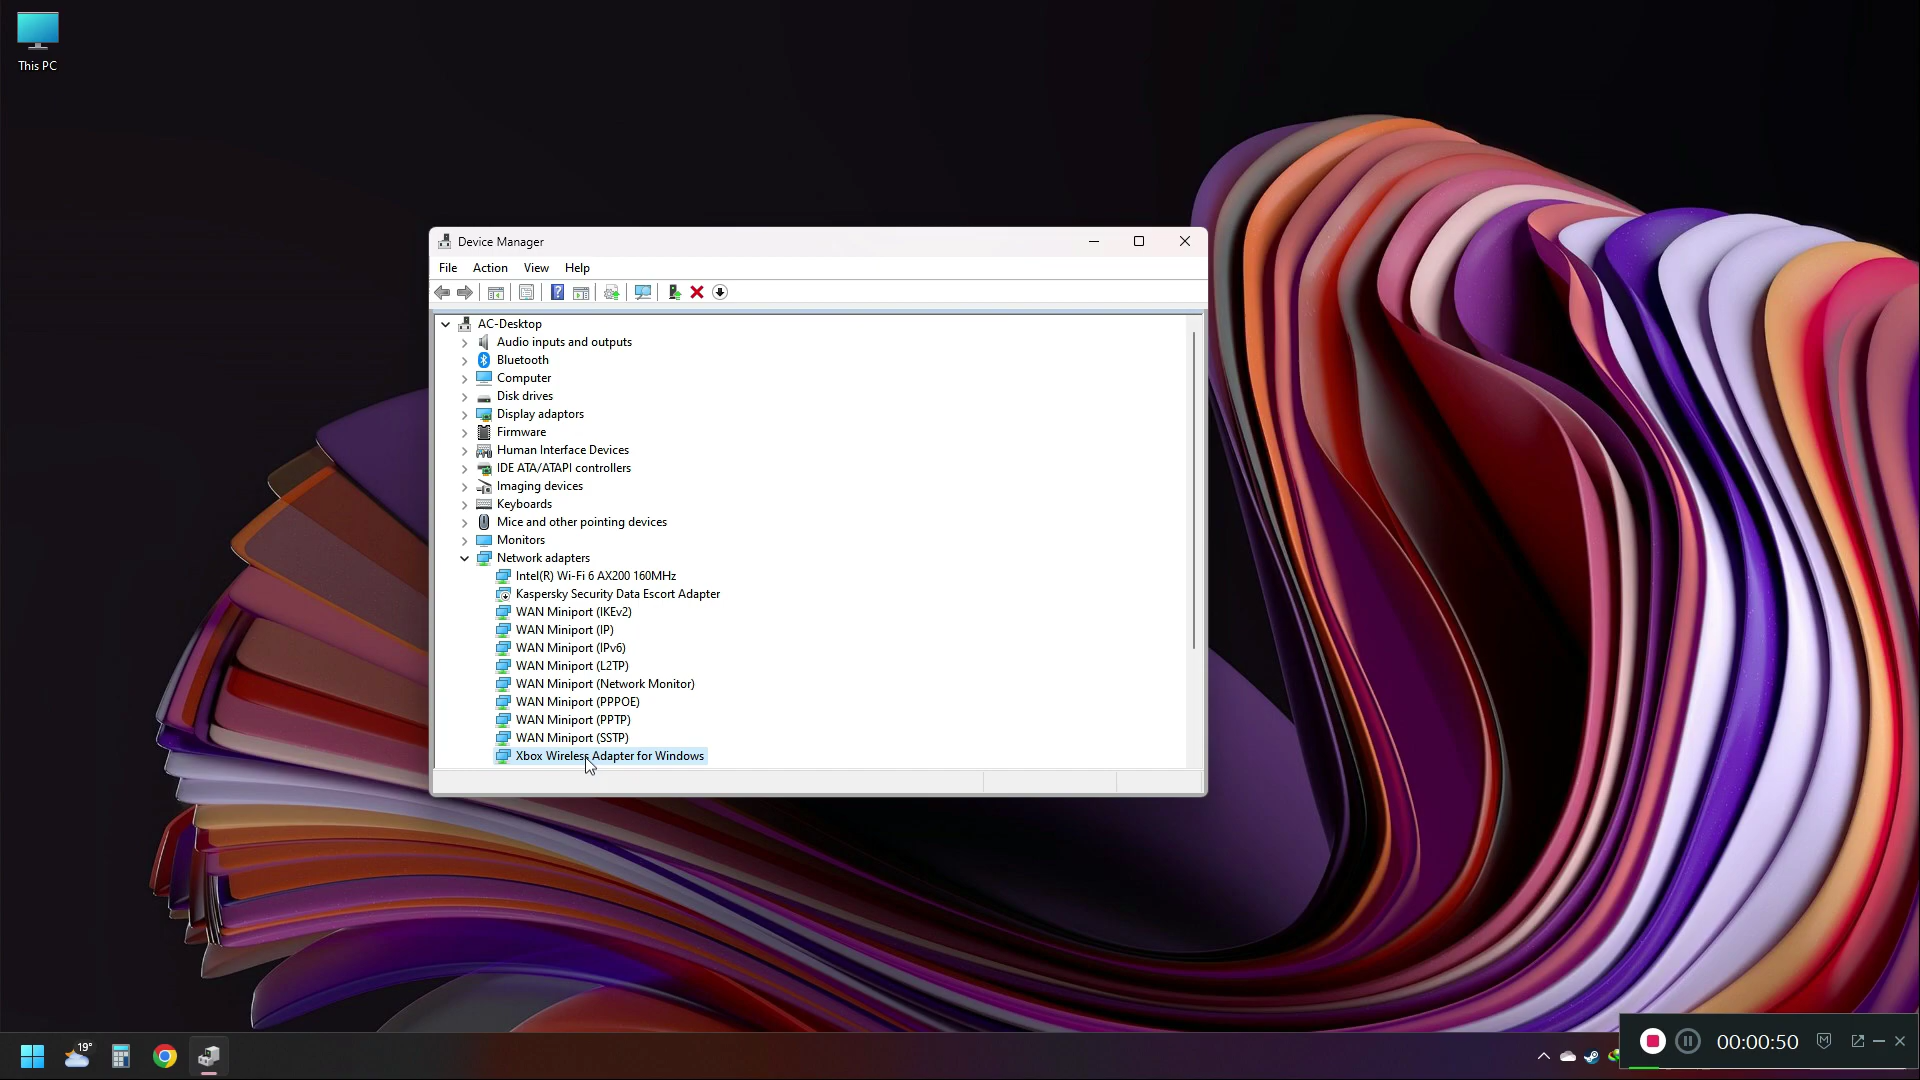 This PC
Device Manager
File Action View Help
AC-Desktop
Audio inputs and outputs
Bluetooth
Computer
Disk drives
Display adaptors
Firmware
Human Interface Devices
IDE ATA/ATAPI controllers
Imaging devices
Keyboards
Mice and other pointing devices
Monitors
Network adapters
Intel(R) Wi-Fi 6 AX200 160MHz
Kaspersky Security Data Escort Adapter
WAN Miniport (IKEv2)
WAN Miniport (IP)
WAN Miniport (IPv6)
WAN Miniport (L2TP)
WAN Miniport (Network Monitor)
WAN Miniport (PPPOE)
WAN Miniport (PPTP)
WAN Miniport (SSTP)
Xbox Wireless Adapter for Windows
19°
00:00:50